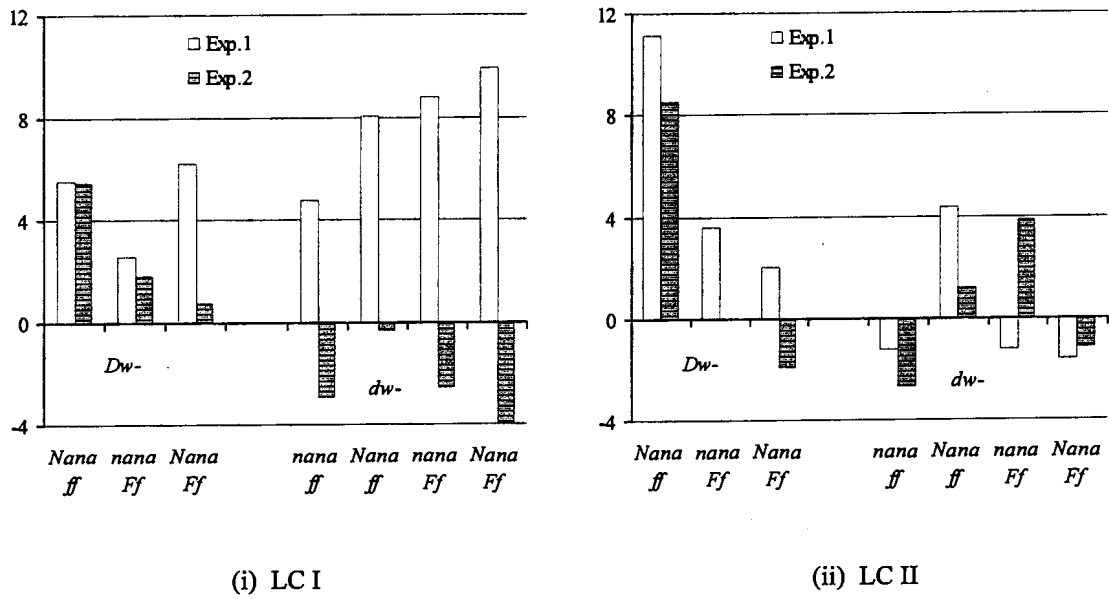 12
8
4
0
-4
Exp.1
Exp.2
Dw-
dw-
Nana nana Nana nana Nana nana Nana
ff Ff Ff ff ff Ff Ff
(i) LC I
12
8
4
0
-4
Exp.1
Exp.2
Dw-
dw-
Nana nana Nana nana Nana nana Nana
ff Ff Ff ff ff Ff Ff
(ii) LC II